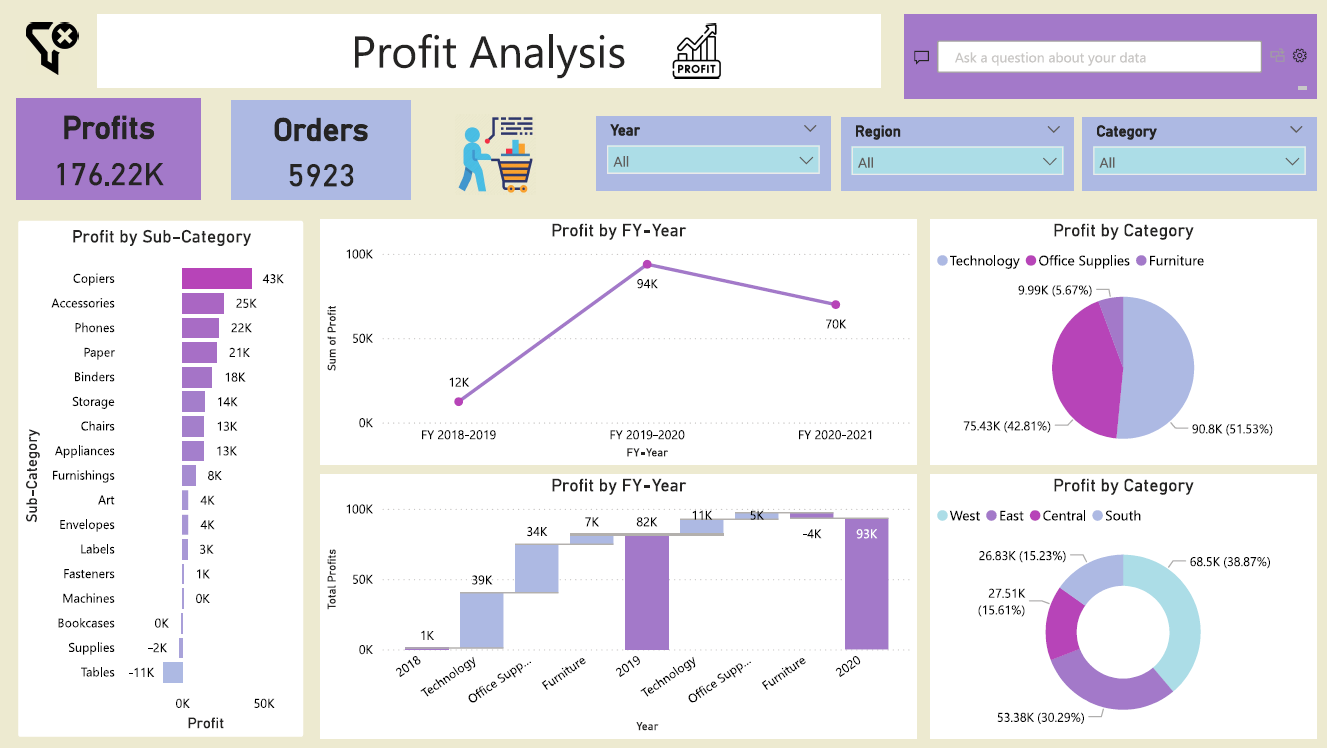 Profit Analysis
PROFIT
Ask a question about your data
Profits
176.22K
Orders
5923
Year
All
Region
All
Category
All
Profit by Sub-Category
Sub-Category
Copiers 43K
Accessories 25K
Phones 22K
Paper 21K
Binders 18K
Storage 14K
Chairs 13K
Appliances 13K
Furnishings 8K
Art 4K
Envelopes 4K
Labels 3K
Fasteners 1K
Machines 0K
Bookcases 0K
Supplies -2K
Tables -11K
0K 50K
Profit
Profit by FY-Year
Sum of Profit
100K
50K
0K
12K
94K
70K
FY 2018-2019 FY 2019-2020 FY 2020-2021
FY-Year
Profit by Category
Technology Office Supplies Furniture
9.99K (5.67%)
75.43K (42.81%)
90.8K (51.53%)
Profit by FY-Year
Total Profits
100K
50K
0K
1K 39K 34K 7K 82K 11K 5K -4K 93K
2018 Technology Office Supp... Furniture 2019 Technology Office Supp... Furniture 2020
Year
Profit by Category
West East Central South
26.83K (15.23%)
68.5K (38.87%)
27.51K
(15.61%)
53.38K (30.29%)